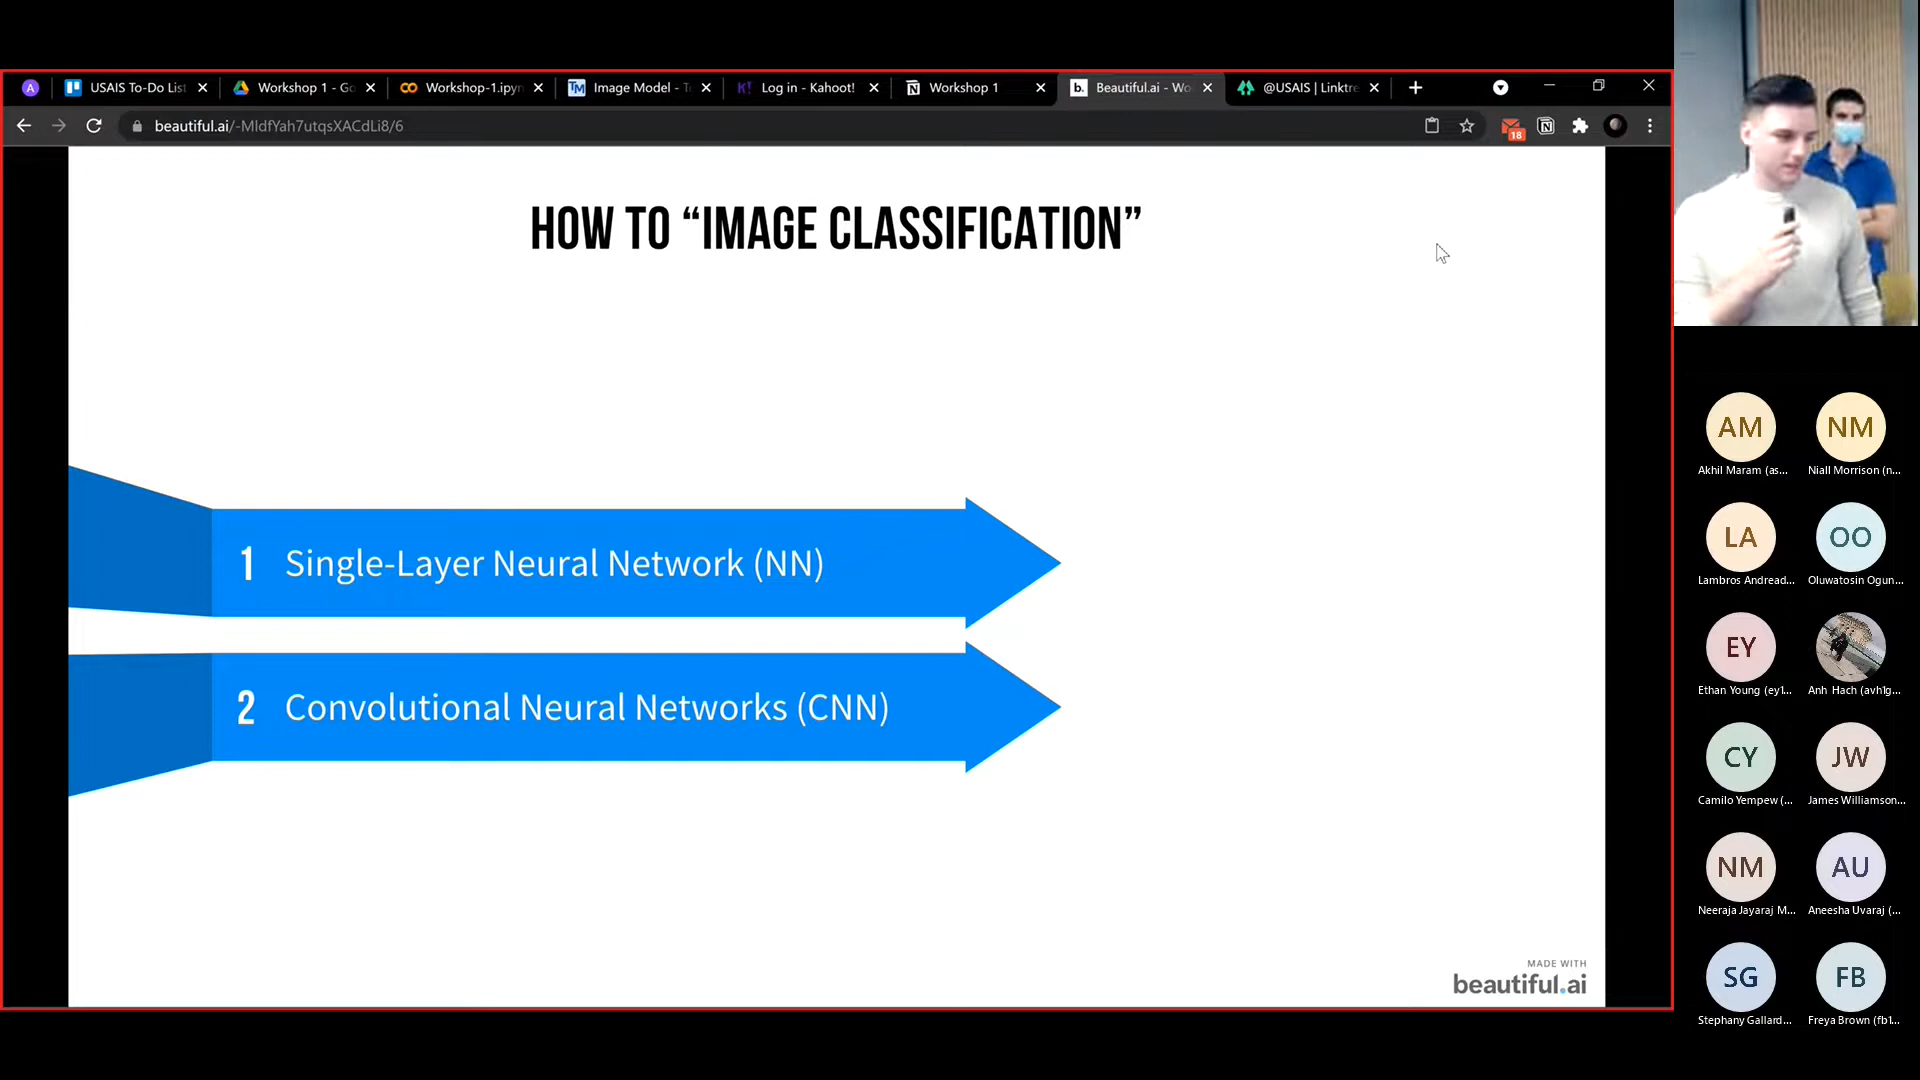 A
USAIS To-Do List
Workshop 1 - Go
Workshop-1.ipyn
Image Model - T
K!
Log in - Kahoot!
Workshop 1
b.
Beautiful.ai - Wo
@USAIS | Linktre
beautiful.ai/-MldfYah7utqsXACdLi8/6
18
HOW TO “IMAGE CLASSIFICATION”
1 Single-Layer Neural Network (NN)
2 Convolutional Neural Networks (CNN)
MADE WITH
beautiful.ai
AM
Akhil Maram (as...
NM
Niall Morrison (n...
LA
Lambros Andread...
OO
Oluwatosin Ogun...
EY
Ethan Young (ey1...
Anh Hach (avh1g...
CY
Camilo Yempew (...
JW
James Williamson...
NM
Neeraja Jayaraj M...
AU
Aneesha Uvaraj (...
SG
Stephany Gallard...
FB
Freya Brown (fb1...